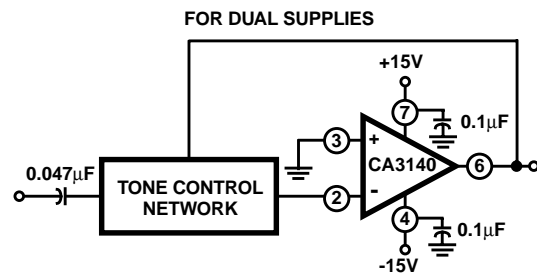 FOR DUAL SUPPLIES
+15V
7
0.1μF
3
+
CA3140
6
0.047μF
TONE CONTROL
NETWORK
2
-
4
0.1μF
-15V